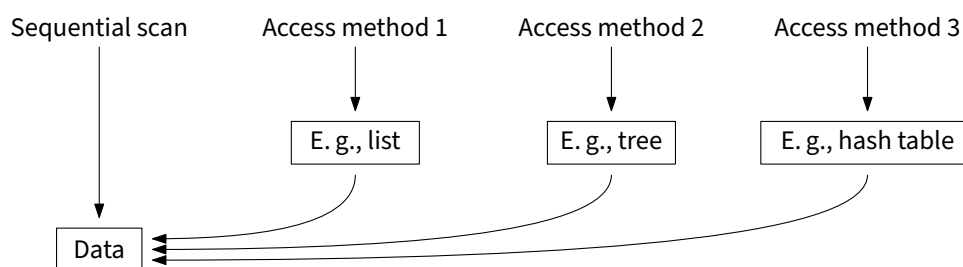 Sequential scan
Access method 1
Access method 2
Access method 3
E. g., list
E. g., tree
E. g., hash table
Data